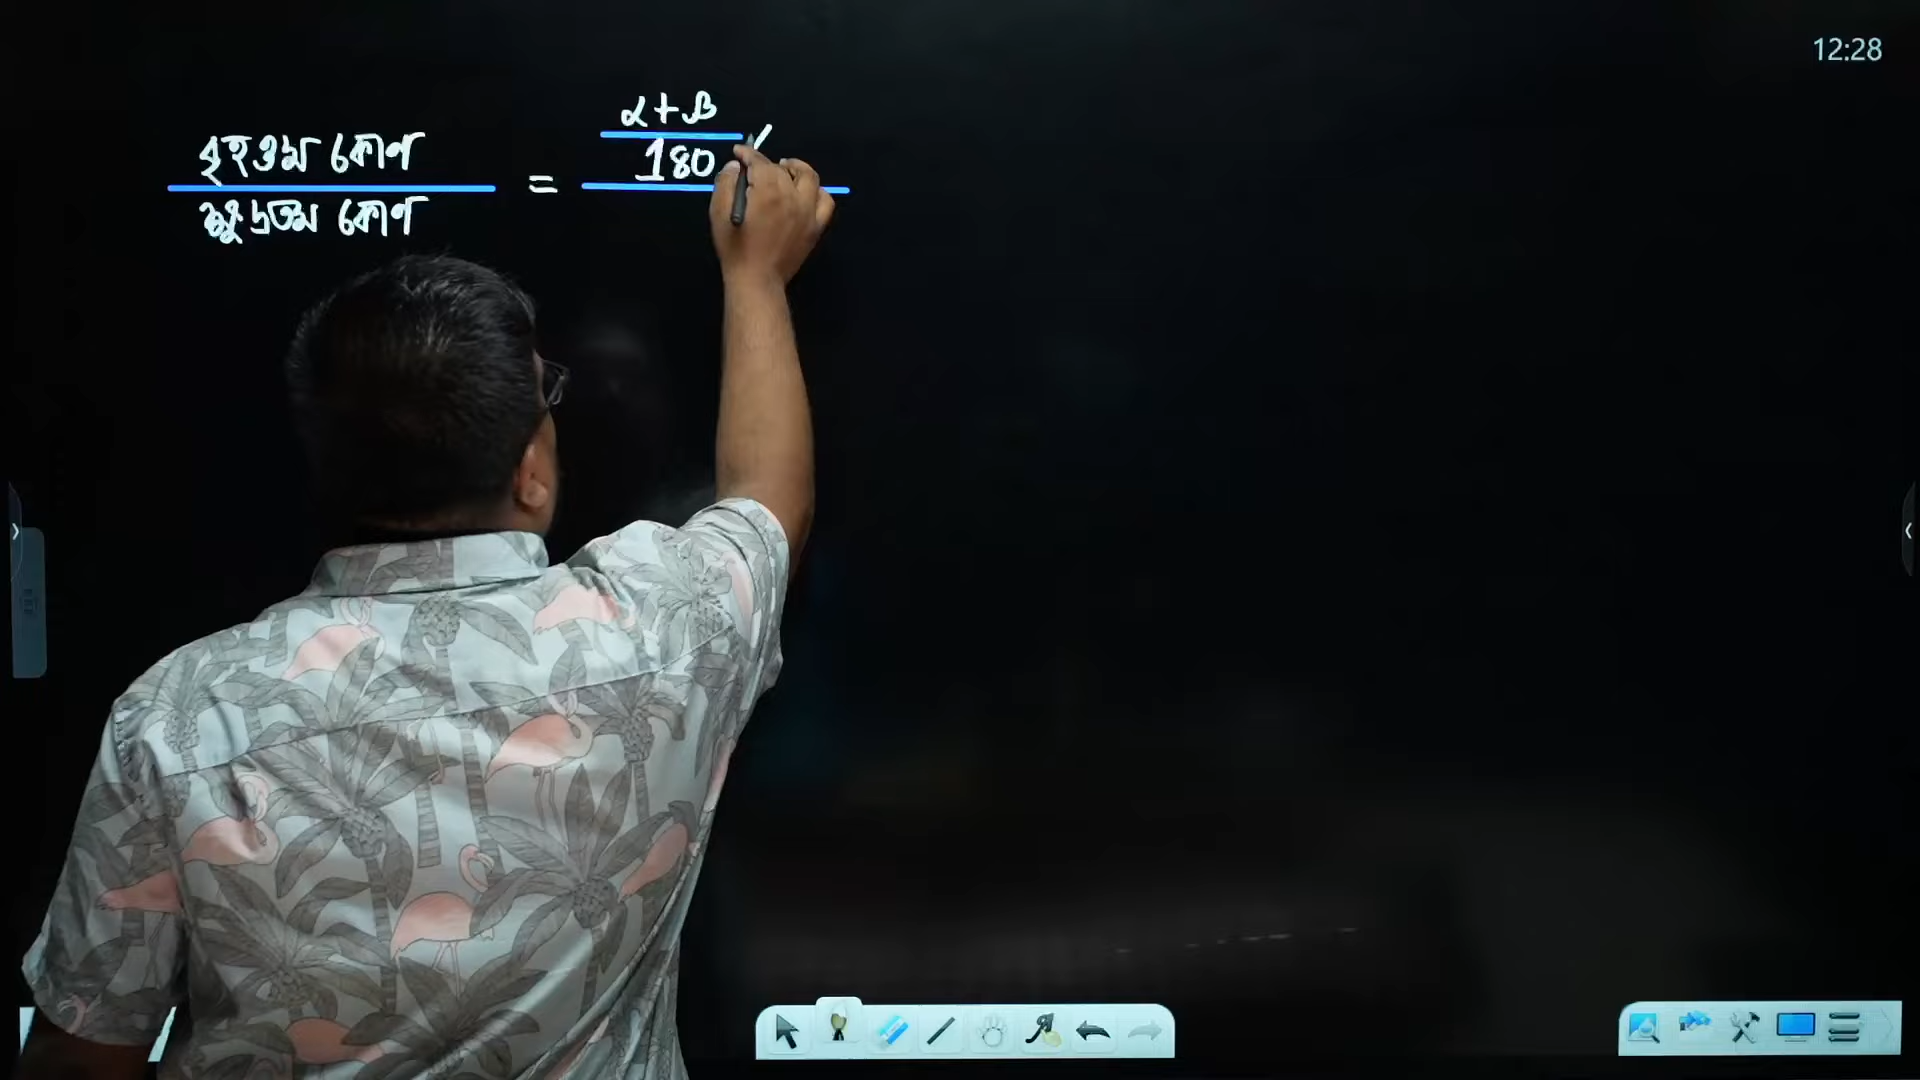 12:28
বৃহত্তম কোণ / ক্ষুদ্রতম কোণ = α+β / 180